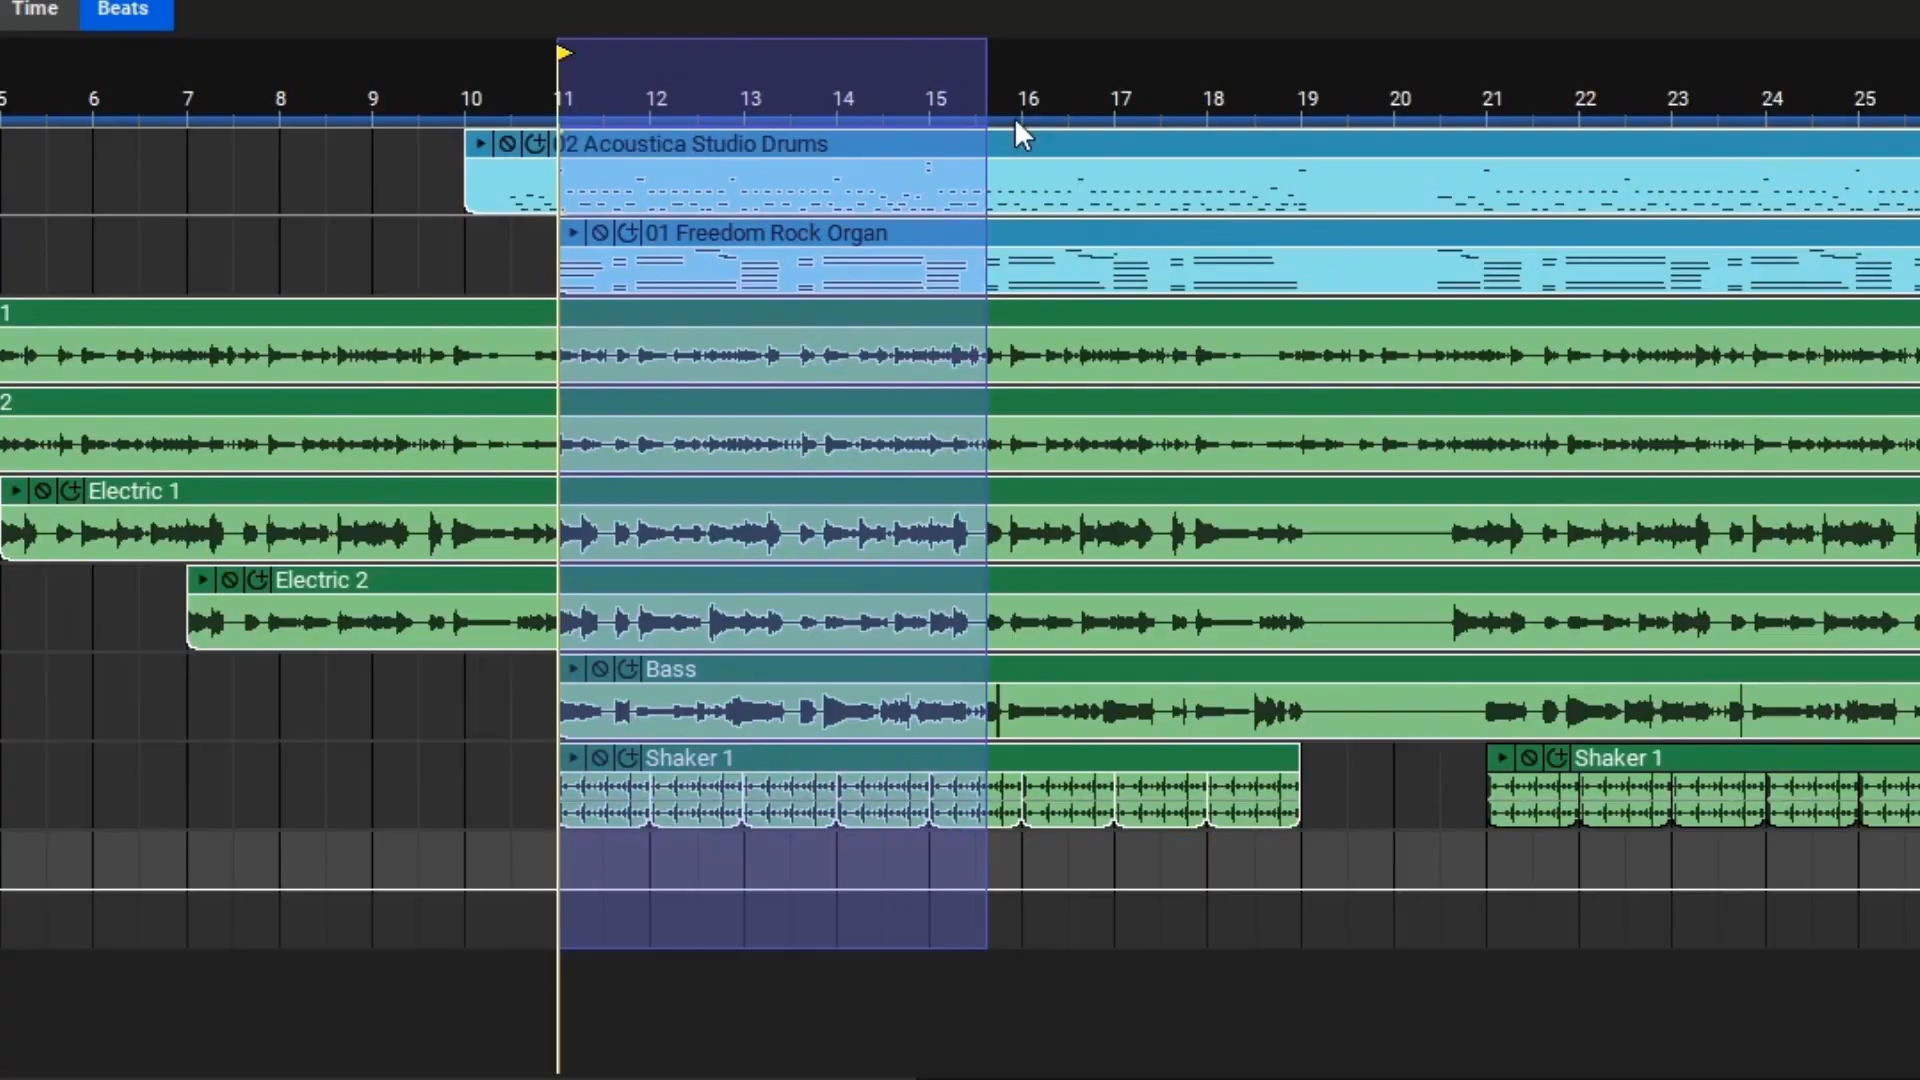 Time Beats
5 6 7 8 9 10 11 12 13 14 15 16 17 18 19 20 21 22 23 24 25
02 Acoustica Studio Drums
01 Freedom Rock Organ
1
2
Electric 1
Electric 2
Bass
Shaker 1 Shaker 1